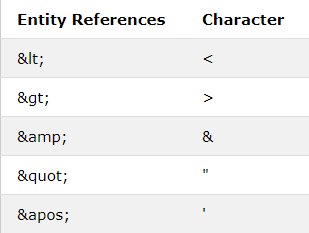 Entity References Character
&lt; <
&gt; >
&amp; &
&quot; "
&apos; '